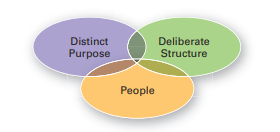 Distinct
Purpose
Deliberate
Structure
People